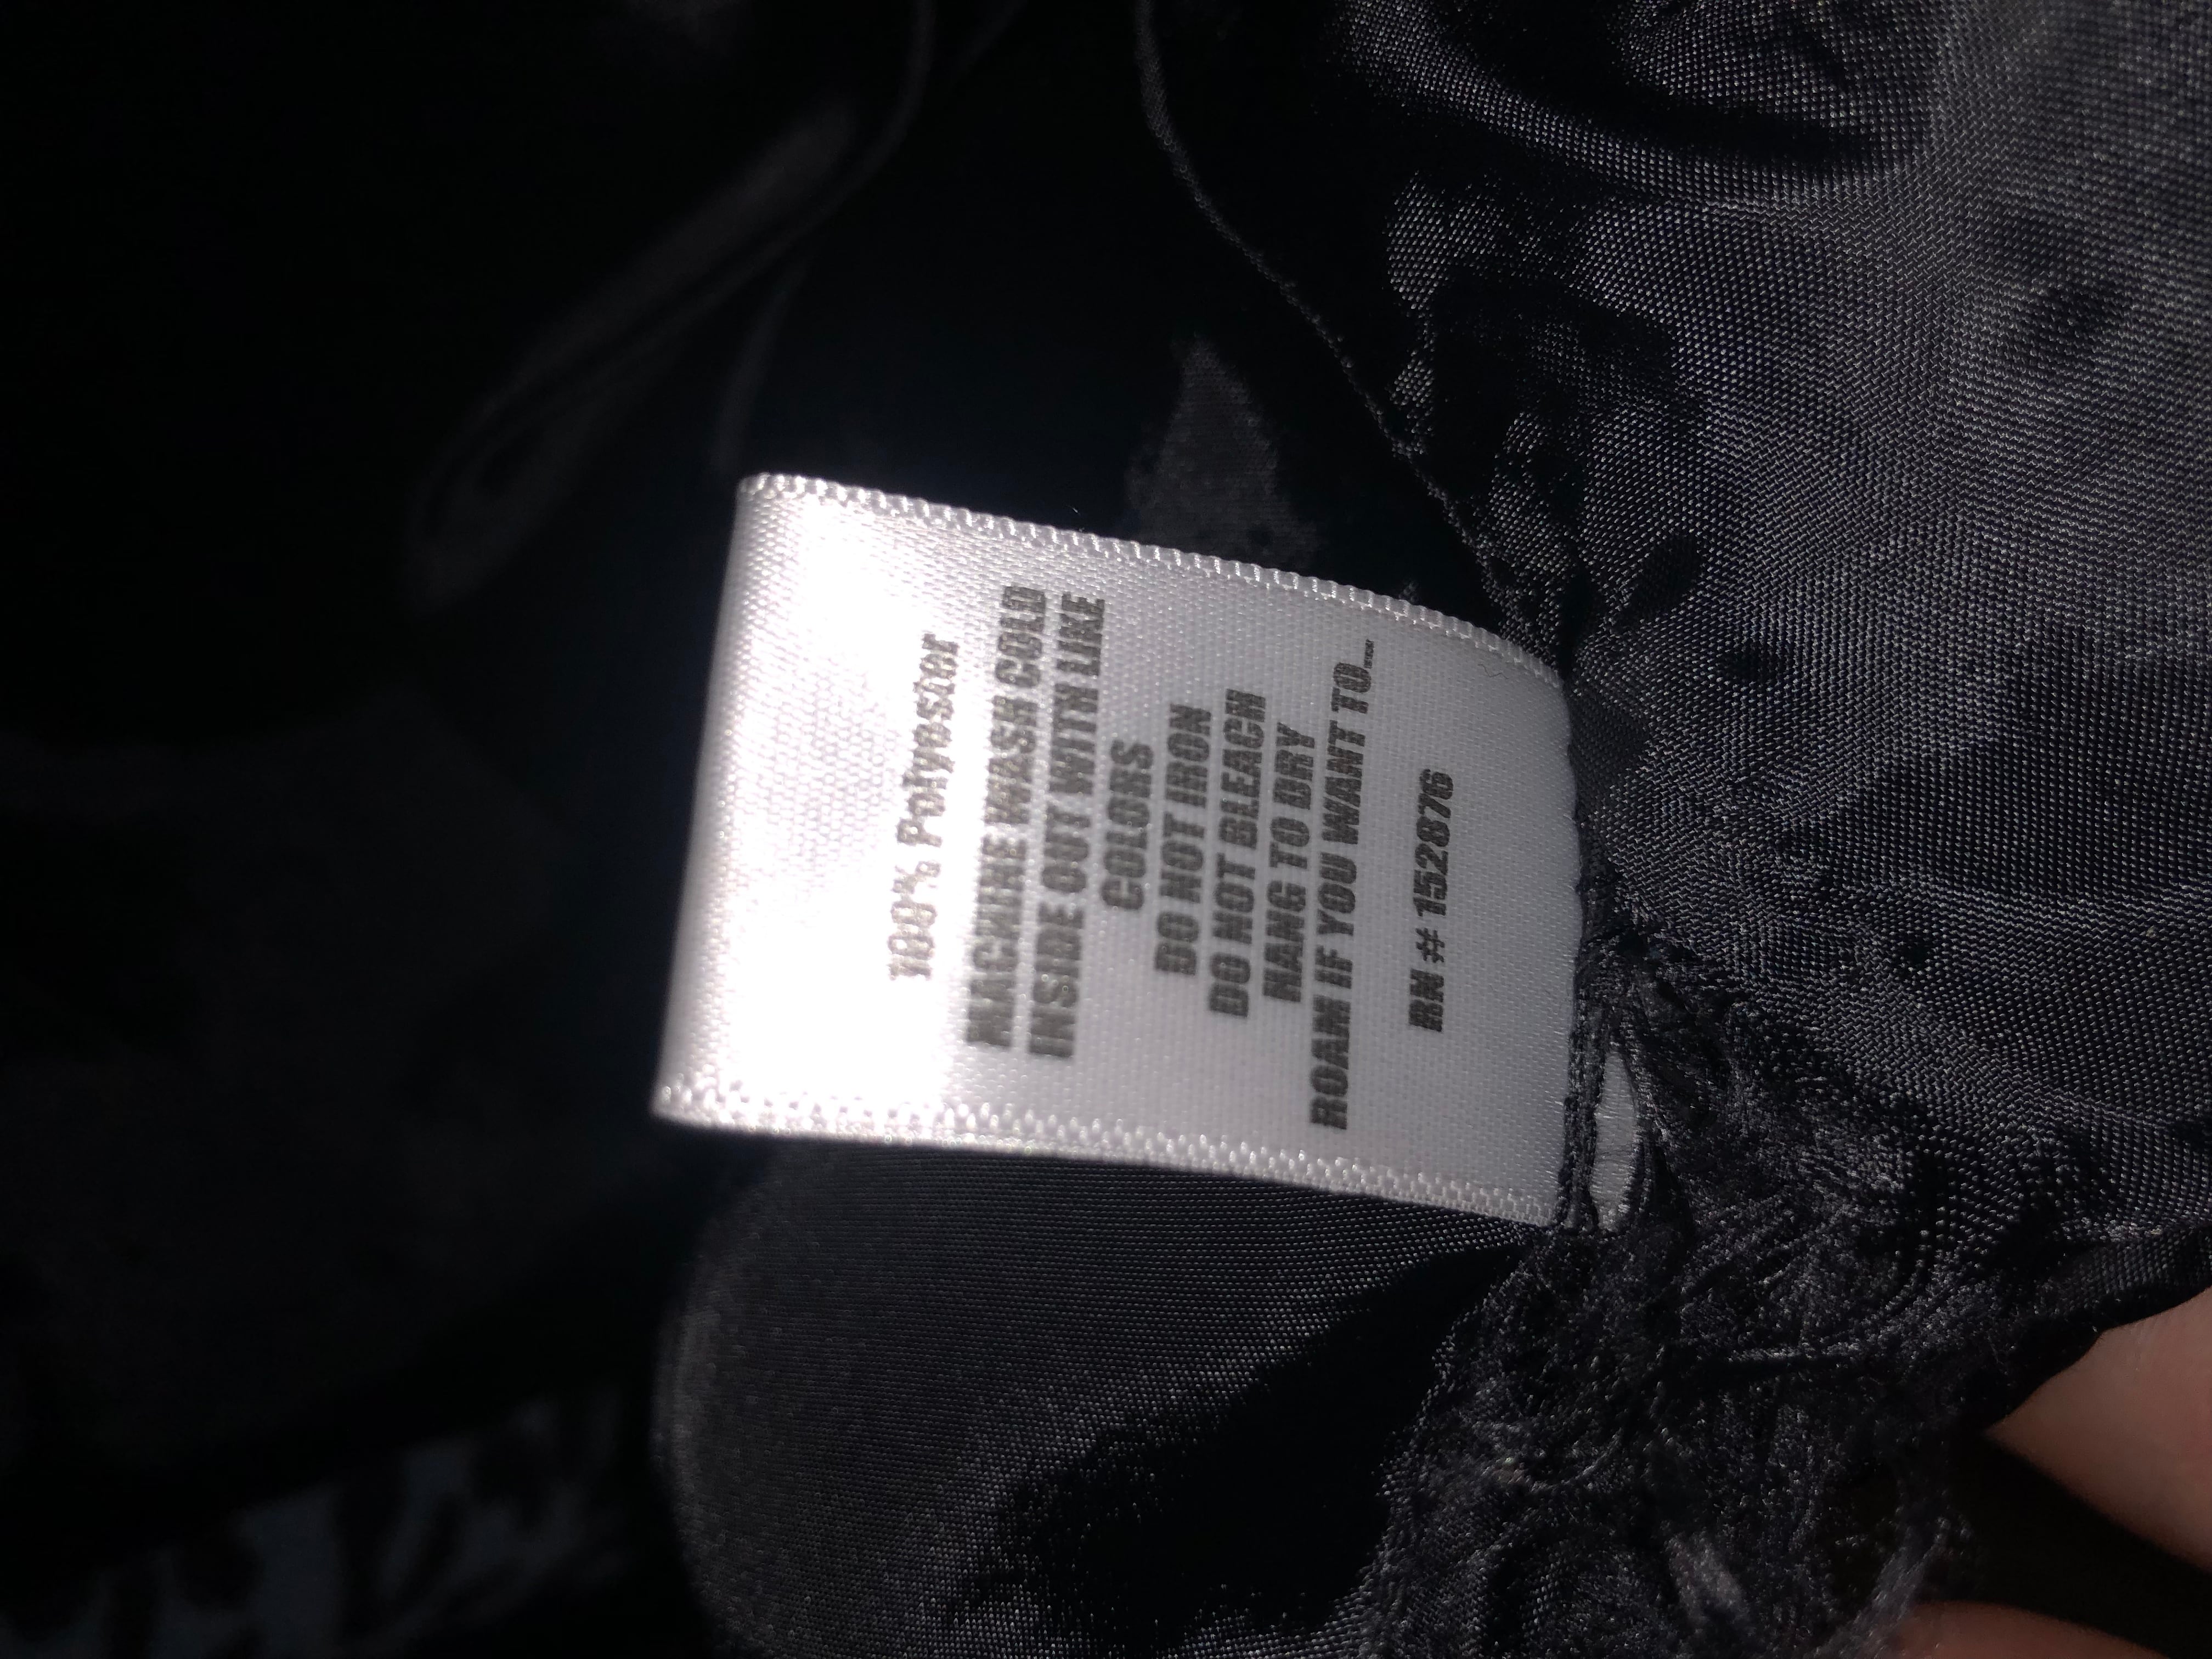 100% Polyester
MACHINE WASH COLD
INSIDE OUT WITH LIKE
COLORS
DO NOT IRON
DO NOT BLEACH
HANG TO DRY
ROAM IF YOU WANT TO...
RN # 152876